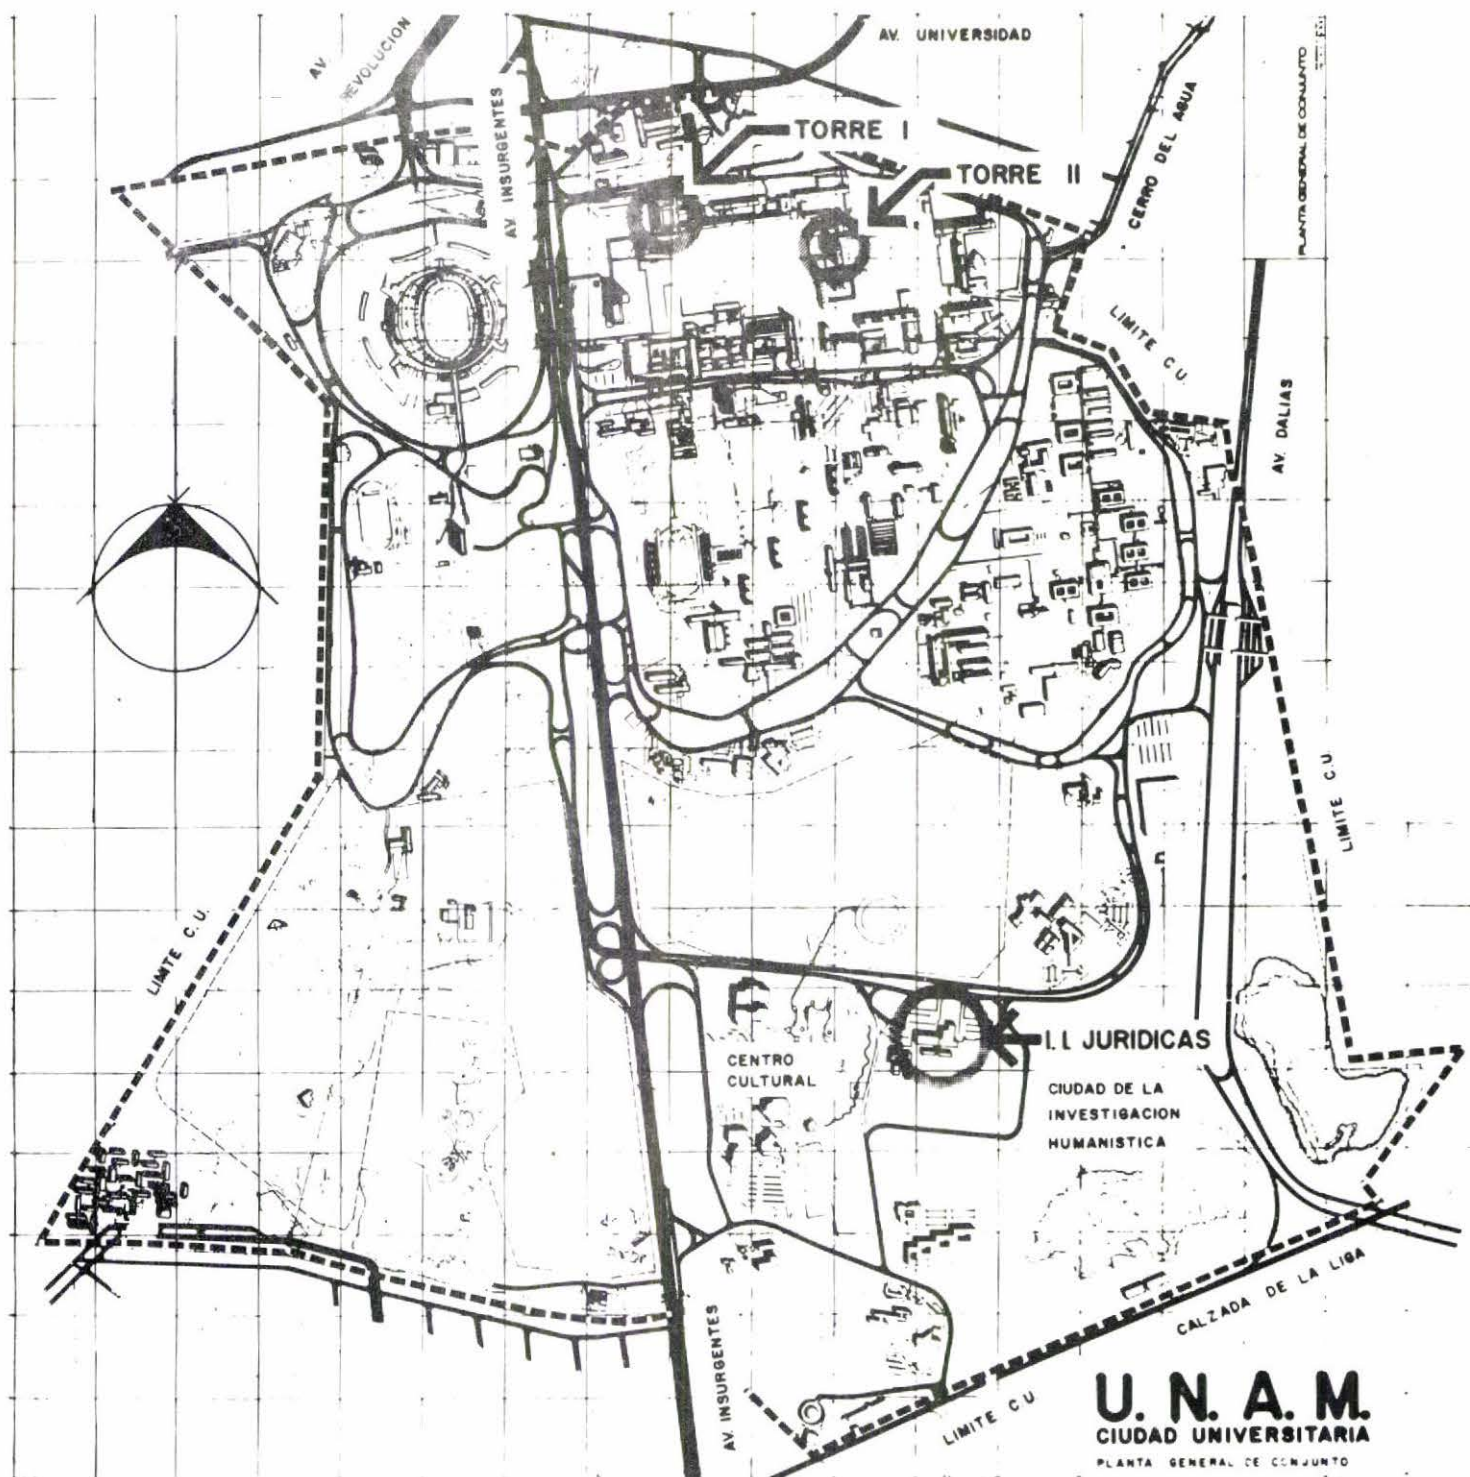 AV. REVOLUCION
AV. UNIVERSIDAD
AV. INSURGENTES
TORRE I
TORRE II
CERRO DEL AGUA
PLANTA GENERAL DE CONJUNTO
LIMITE C.U.
AV. DALIAS
LIMITE C.U.
LIMITE C.U.
CENTRO
CULTURAL
I.I. JURIDICAS
CIUDAD DE LA
INVESTIGACION
HUMANISTICA
CALZADA DE LA LIGA
AV. INSURGENTES
LIMITE C.U
U. N. A. M.
CIUDAD UNIVERSITARIA
PLANTA GENERAL DE CONJUNTO